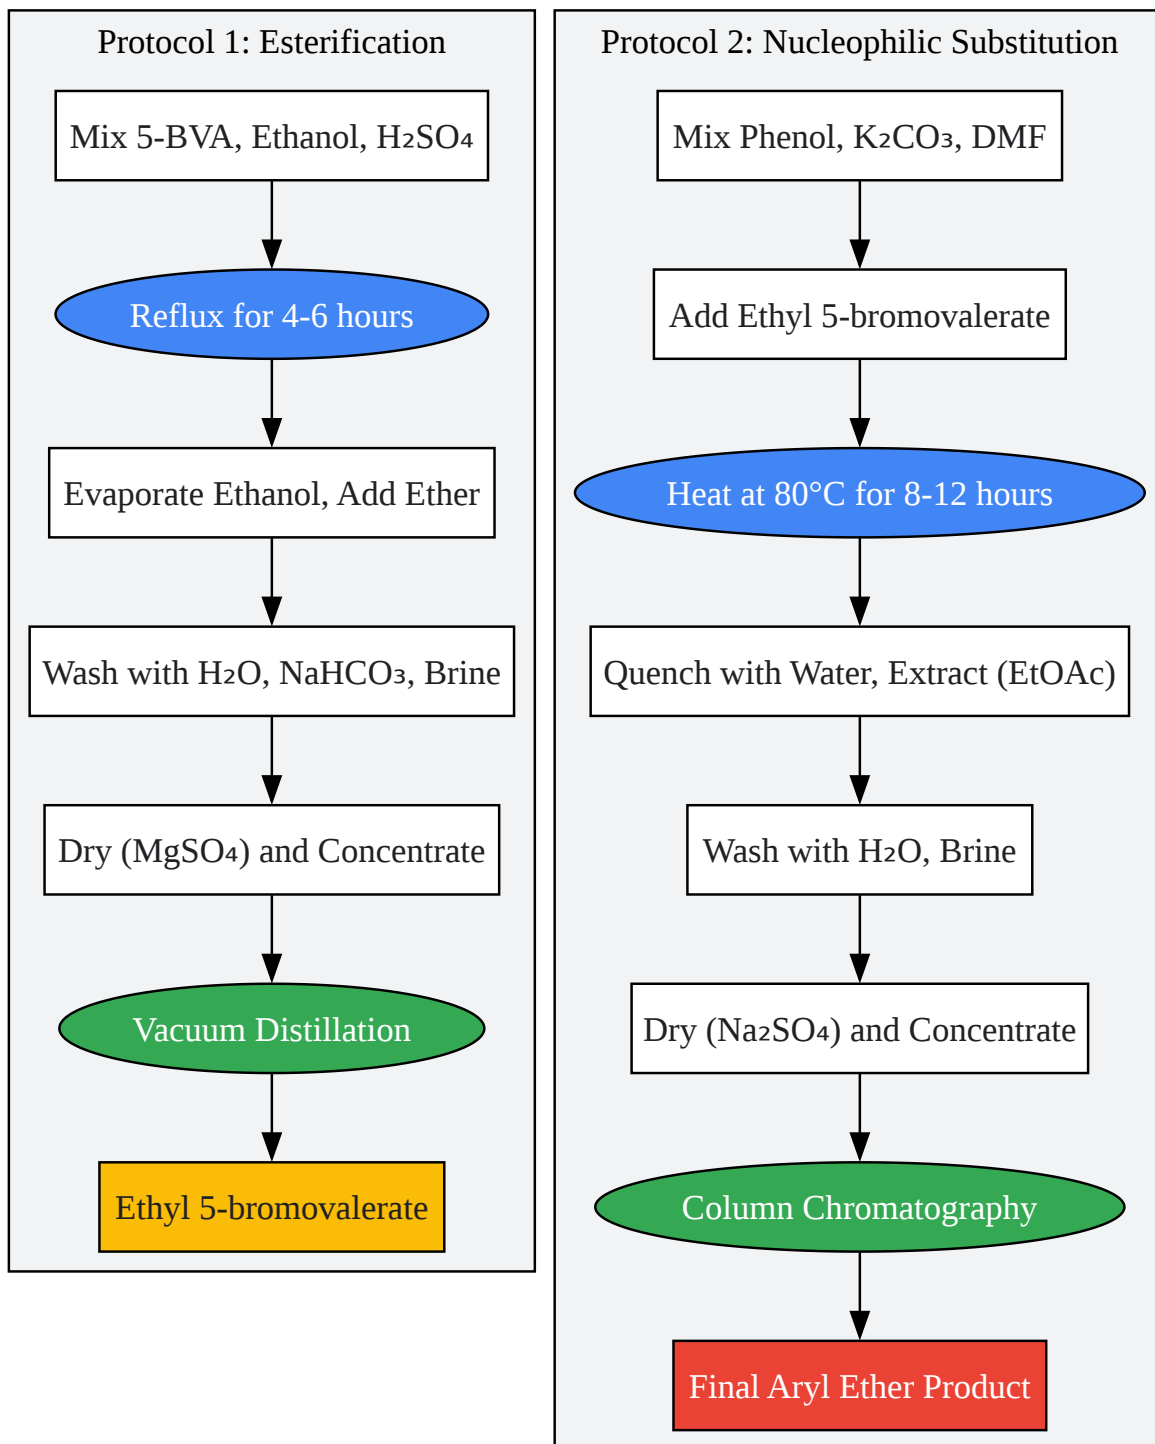 Protocol 1: Esterification
Mix 5-BVA, Ethanol, H₂SO₄
Reflux for 4-6 hours
Evaporate Ethanol, Add Ether
Wash with H₂O, NaHCO₃, Brine
Dry (MgSO₄) and Concentrate
Vacuum Distillation
Ethyl 5-bromovalerate
Protocol 2: Nucleophilic Substitution
Mix Phenol, K₂CO₃, DMF
Add Ethyl 5-bromovalerate
Heat at 80°C for 8-12 hours
Quench with Water, Extract (EtOAc)
Wash with H₂O, Brine
Dry (Na₂SO₄) and Concentrate
Column Chromatography
Final Aryl Ether Product